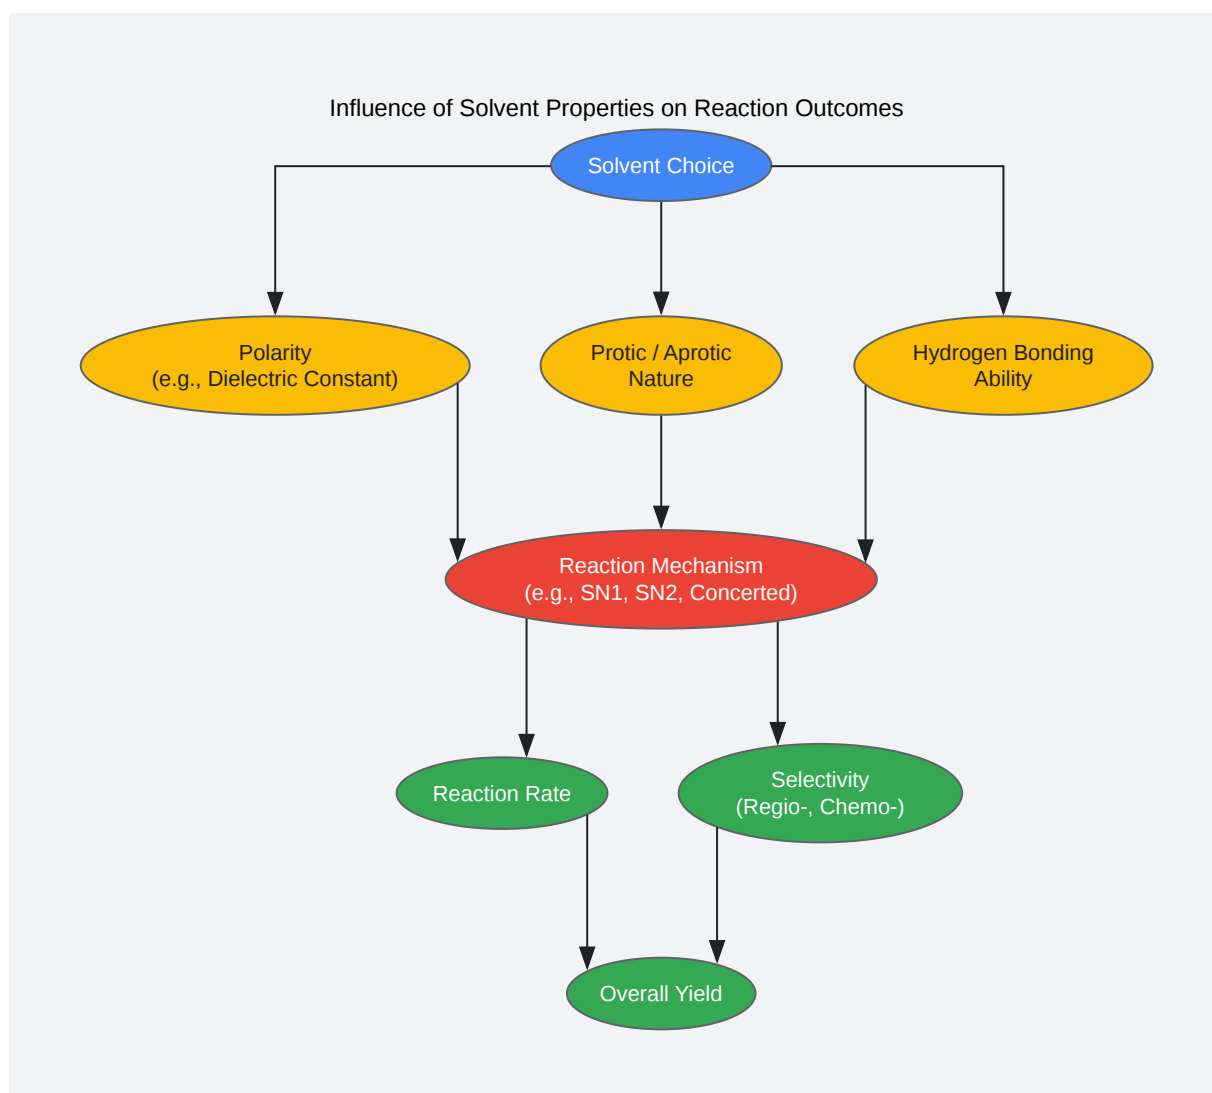 Influence of Solvent Properties on Reaction Outcomes
Solvent Choice
Polarity
(e.g., Dielectric Constant)
Protic / Aprotic
Nature
Hydrogen Bonding
Ability
Reaction Mechanism
(e.g., SN1, SN2, Concerted)
Reaction Rate
Selectivity
(Regio-, Chemo-)
Overall Yield